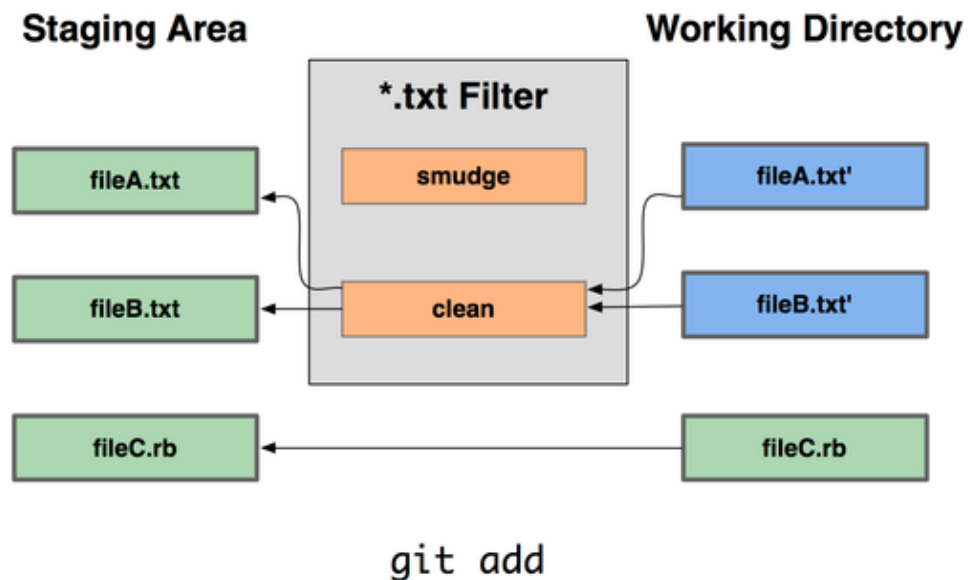 Staging Area
Working Directory
*.txt Filter
fileA.txt
smudge
fileA.txt'
fileB.txt
clean
fileB.txt'
fileC.rb
fileC.rb
git add